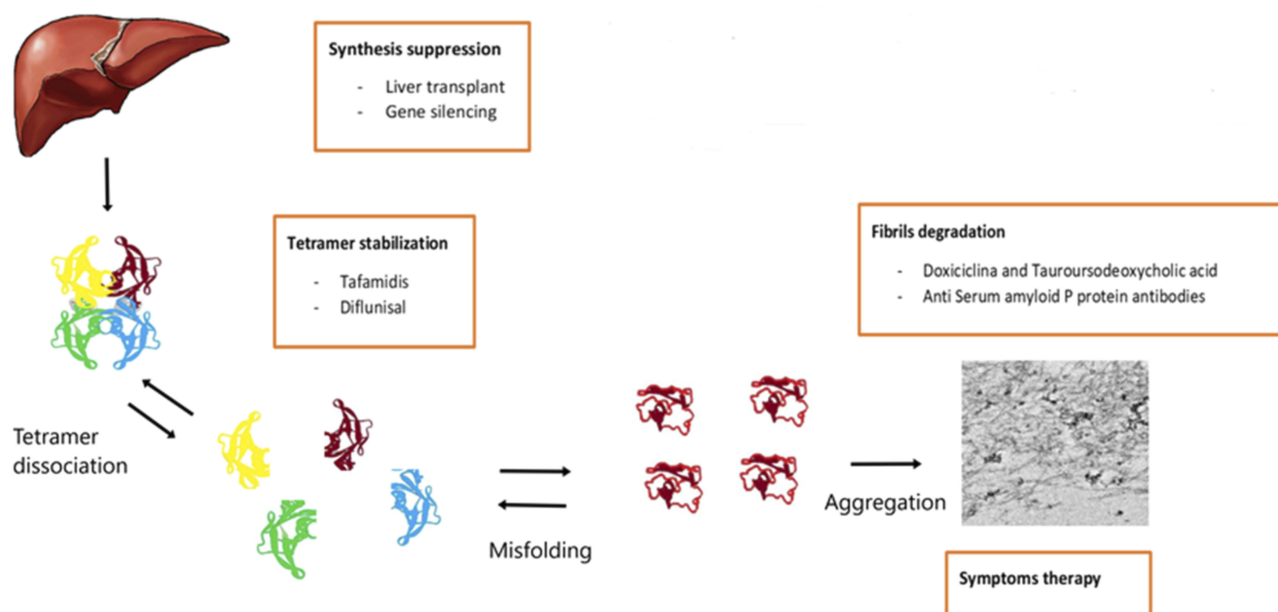 Synthesis suppression
- Liver transplant
- Gene silencing
Tetramer stabilization
- Tafamidis
- Diflunisal
Fibrils degradation
- Doxiciclina and Tauroursodeoxycholic acid
- Anti Serum amyloid P protein antibodies
Tetramer
dissociation
Misfolding
Aggregation
Symptoms therapy